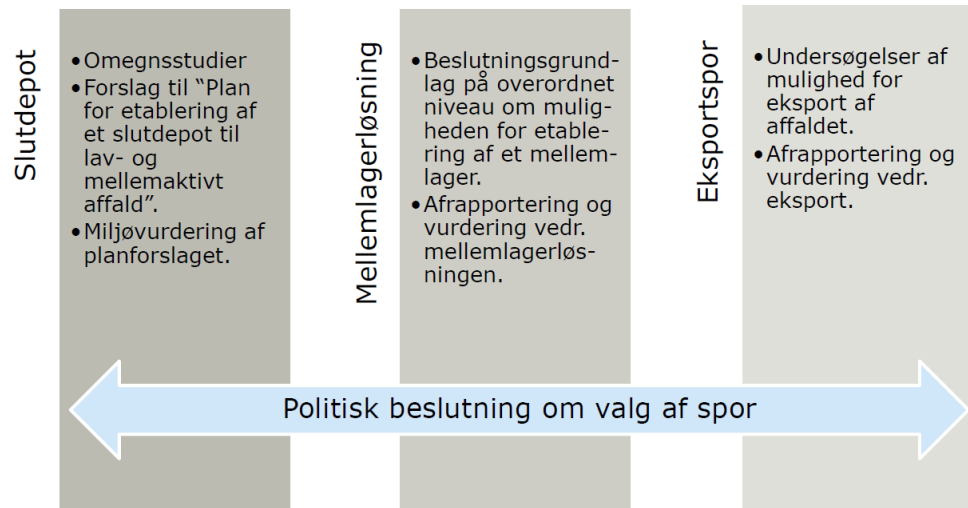 Slutdepot
•Omegnsstudier
•Forslag til “Plan
for etablering af
et slutdepot til
lav- og
mellemaktivt
affald”.
•Miljøvurdering af
planforslaget.
Mellemlagerløsning
•Beslutningsgrund-
lag på overordnet
niveau om mulig-
heden for etable-
ring af et mellem-
lager.
•Afrapportering og
vurdering vedr.
mellemlagerløs-
ningen.
Eksportspor
•Undersøgelser af
mulighed for
eksport af
affaldet.
•Afrapportering og
vurdering vedr.
eksport.
Politisk beslutning om valg af spor